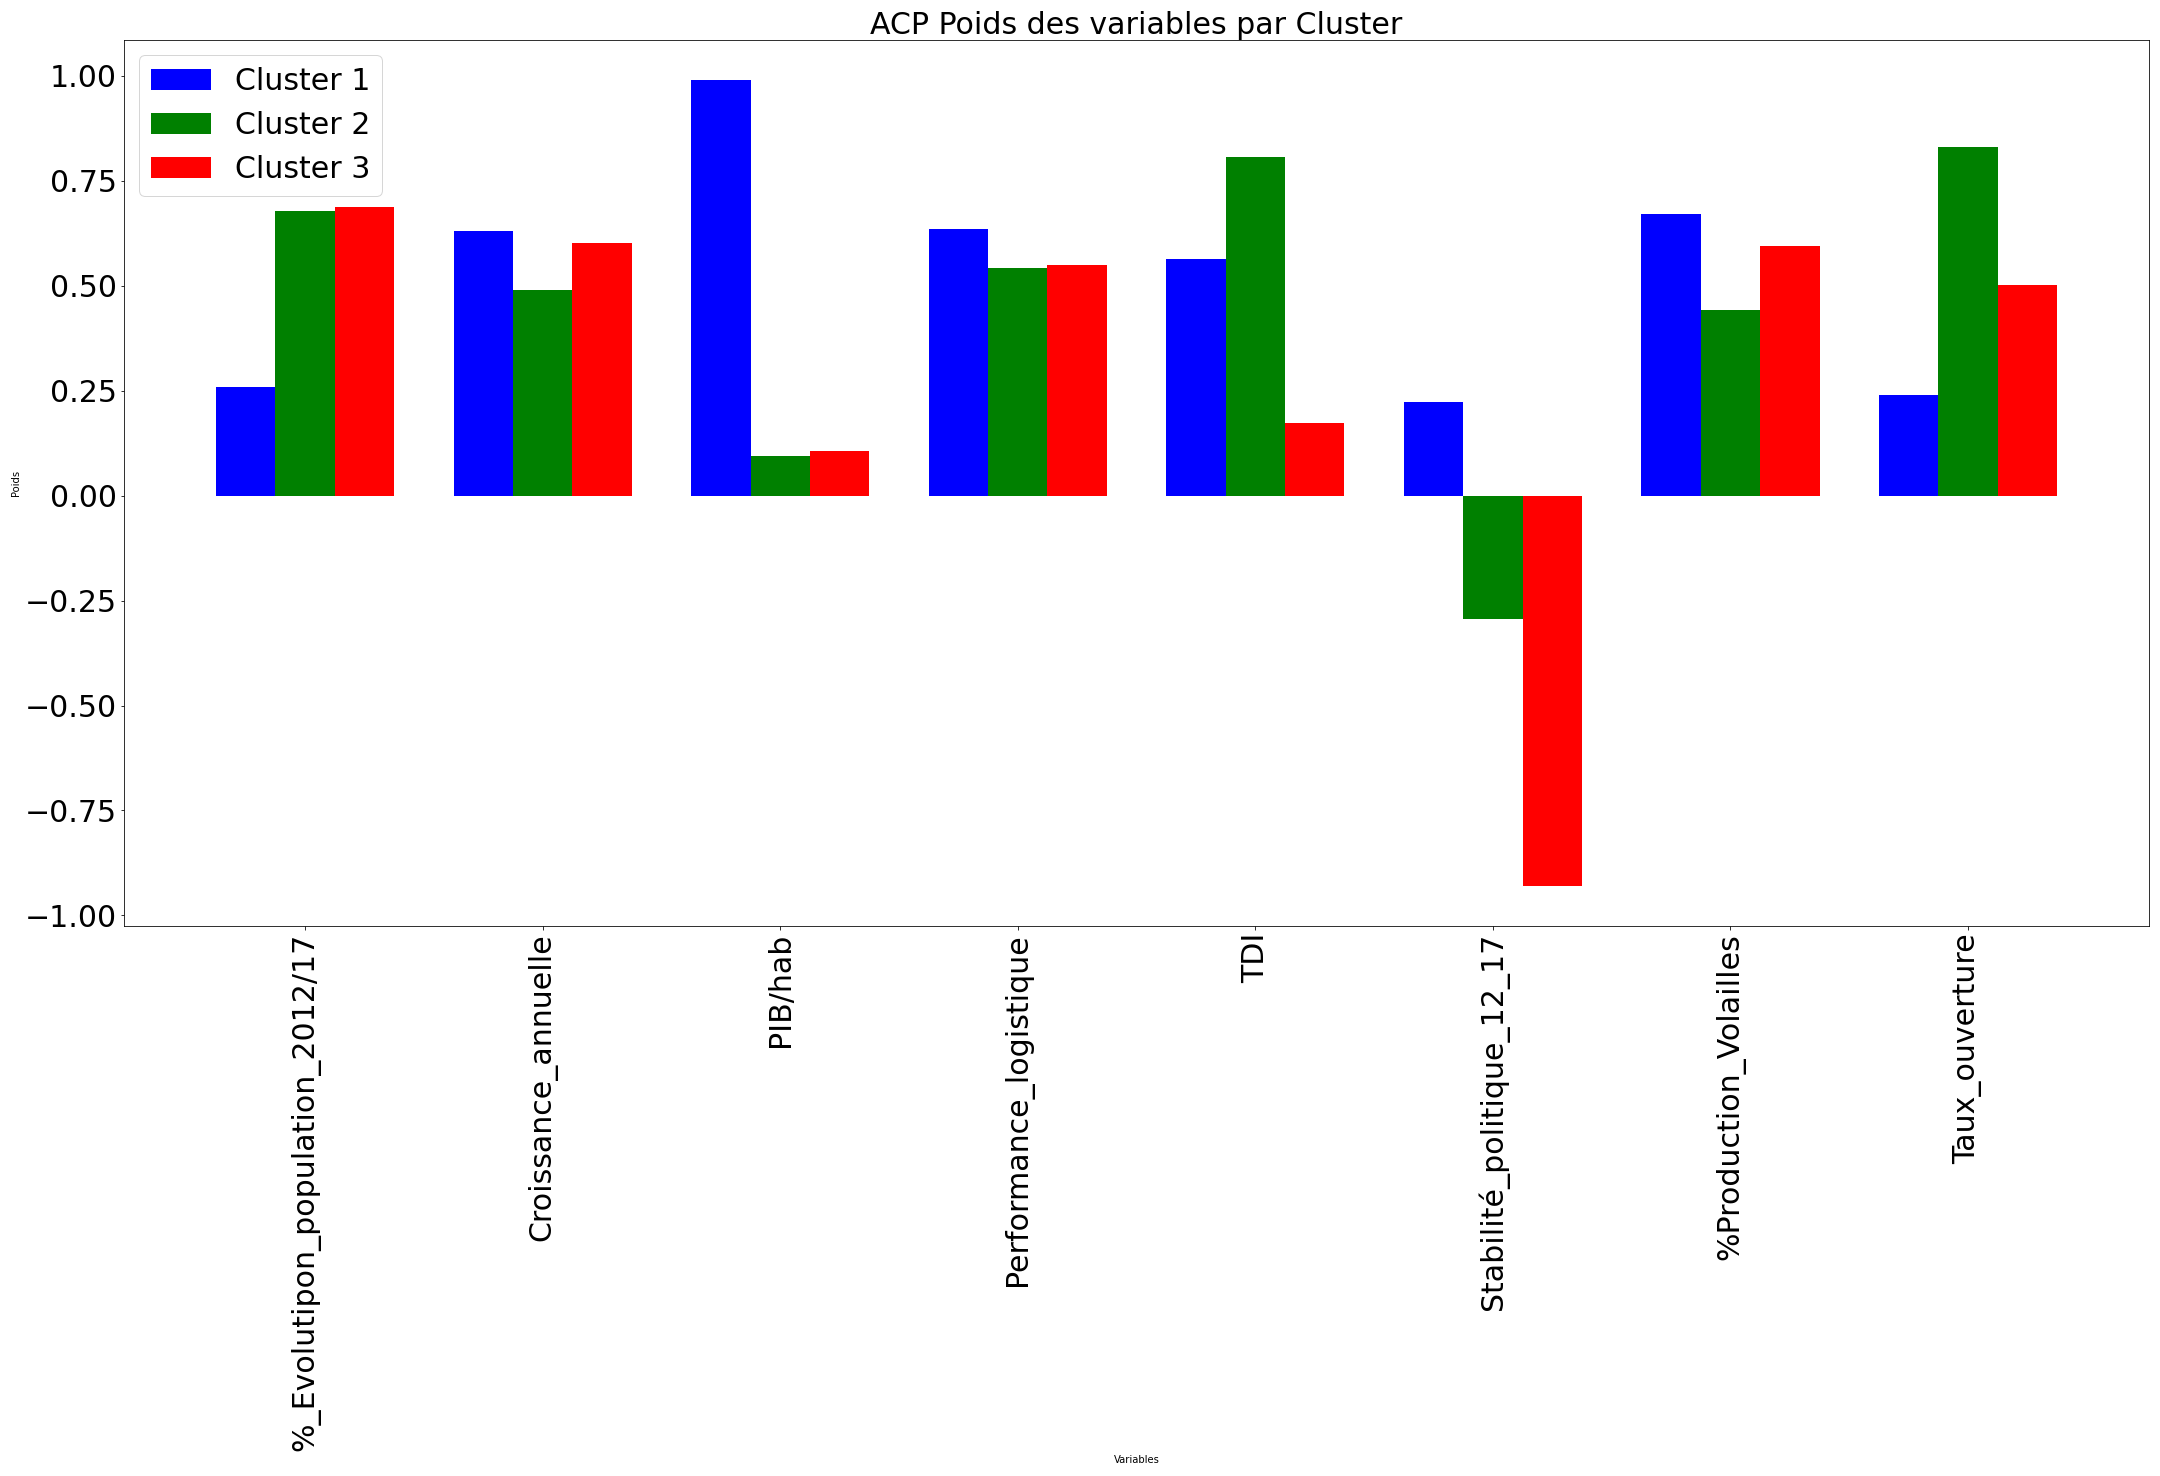 ACP Poids des variables par Cluster
Cluster 1
Cluster 2
Cluster 3
1.00
0.75
0.50
0.25
0.00
−0.25
−0.50
−0.75
−1.00
Poids
%_Evolutipon_population_2012/17
Croissance_annuelle
PIB/hab
Performance_logistique
TDI
Stabilité_politique_12_17
%Production_Volailles
Taux_ouverture
Variables